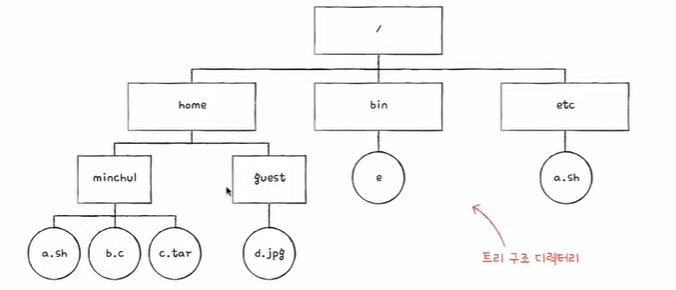 /
home
bin
etc
minchul
guest
e
a.sh
a.sh
b.c
c.tar
d.jpg
트리 구조 디렉터리